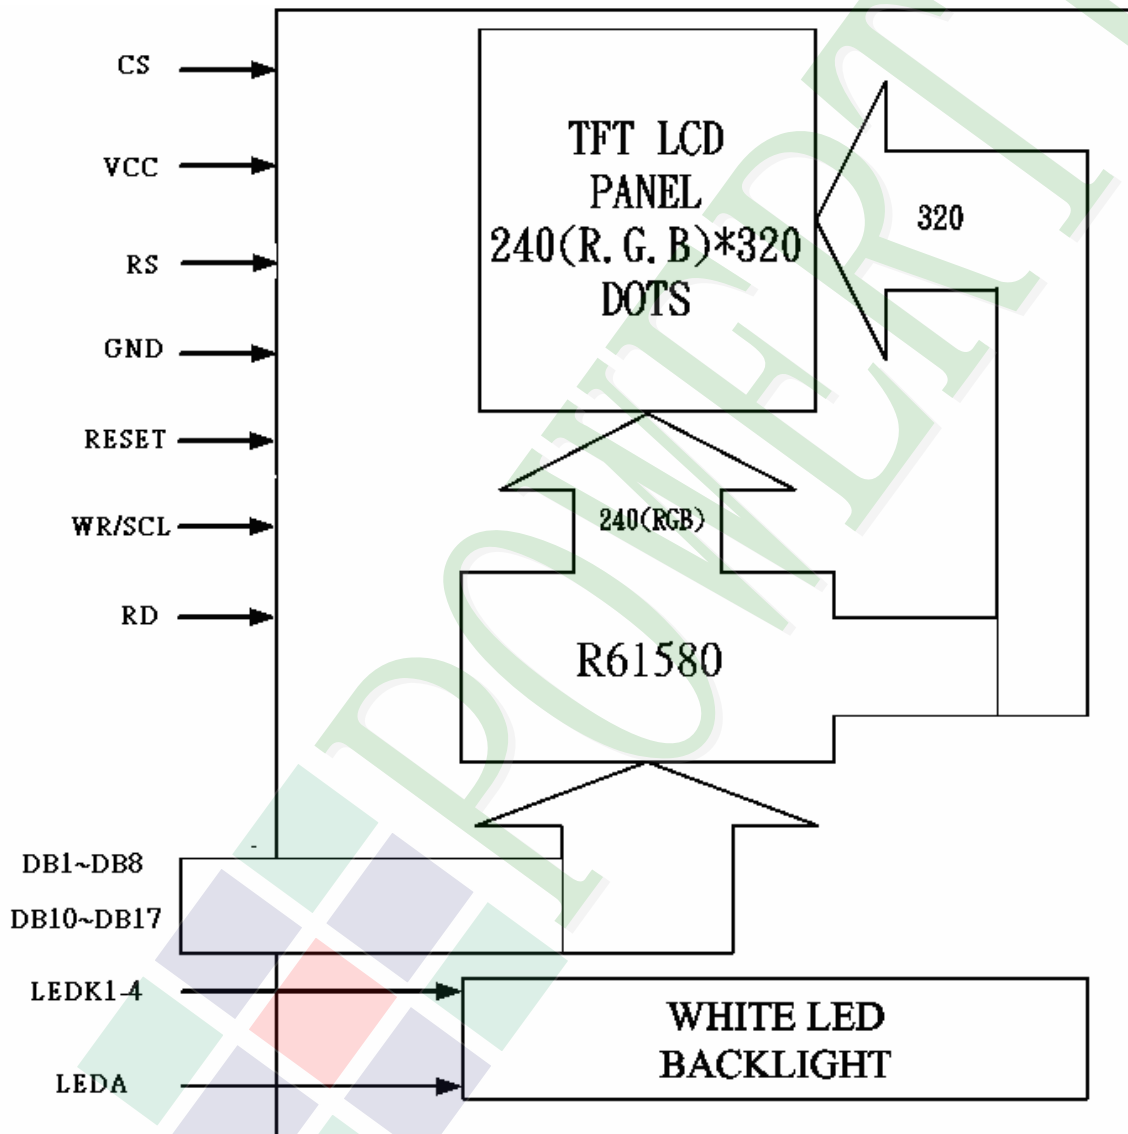 CS
VCC
RS
GND
RESET
WR/SCL
RD
DB1~DB8
DB10~DB17
LEDK1-4
LEDA
TFT LCD
PANEL
240(R.G.B)*320
DOTS
320
240(RGB)
R61580
WHITE LED
BACKLIGHT